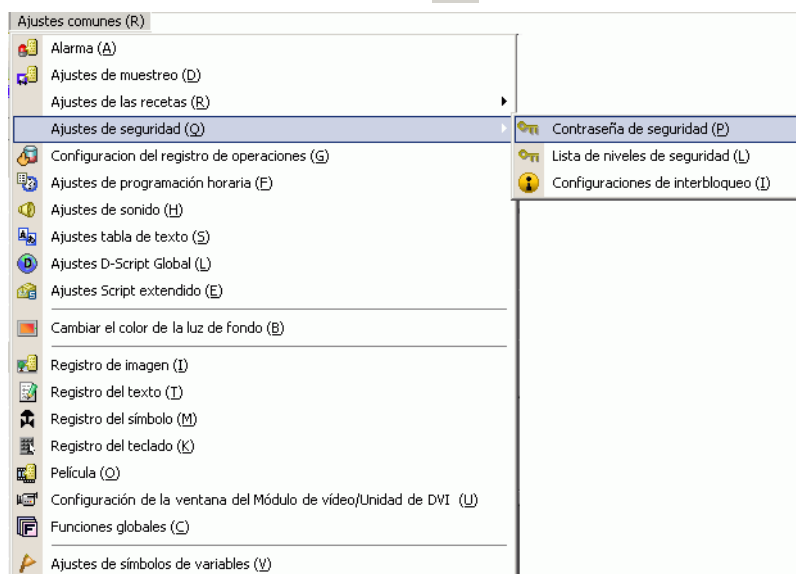 Ajustes comunes (R)
Alarma (A)
Ajustes de muestreo (D)
Ajustes de las recetas (R)
Ajustes de seguridad (Q)
Contraseña de seguridad (P)
Configuracion del registro de operaciones (G)
Lista de niveles de seguridad (L)
Ajustes de programación horaria (F)
Configuraciones de interbloqueo (I)
Ajustes de sonido (H)
Ajustes tabla de texto (S)
Ajustes D-Script Global (L)
Ajustes Script extendido (E)
Cambiar el color de la luz de fondo (B)
Registro de imagen (I)
Registro del texto (T)
Registro del símbolo (M)
Registro del teclado (K)
Película (O)
Configuración de la ventana del Módulo de vídeo/Unidad de DVI (U)
Funciones globales (C)
Ajustes de símbolos de variables (V)